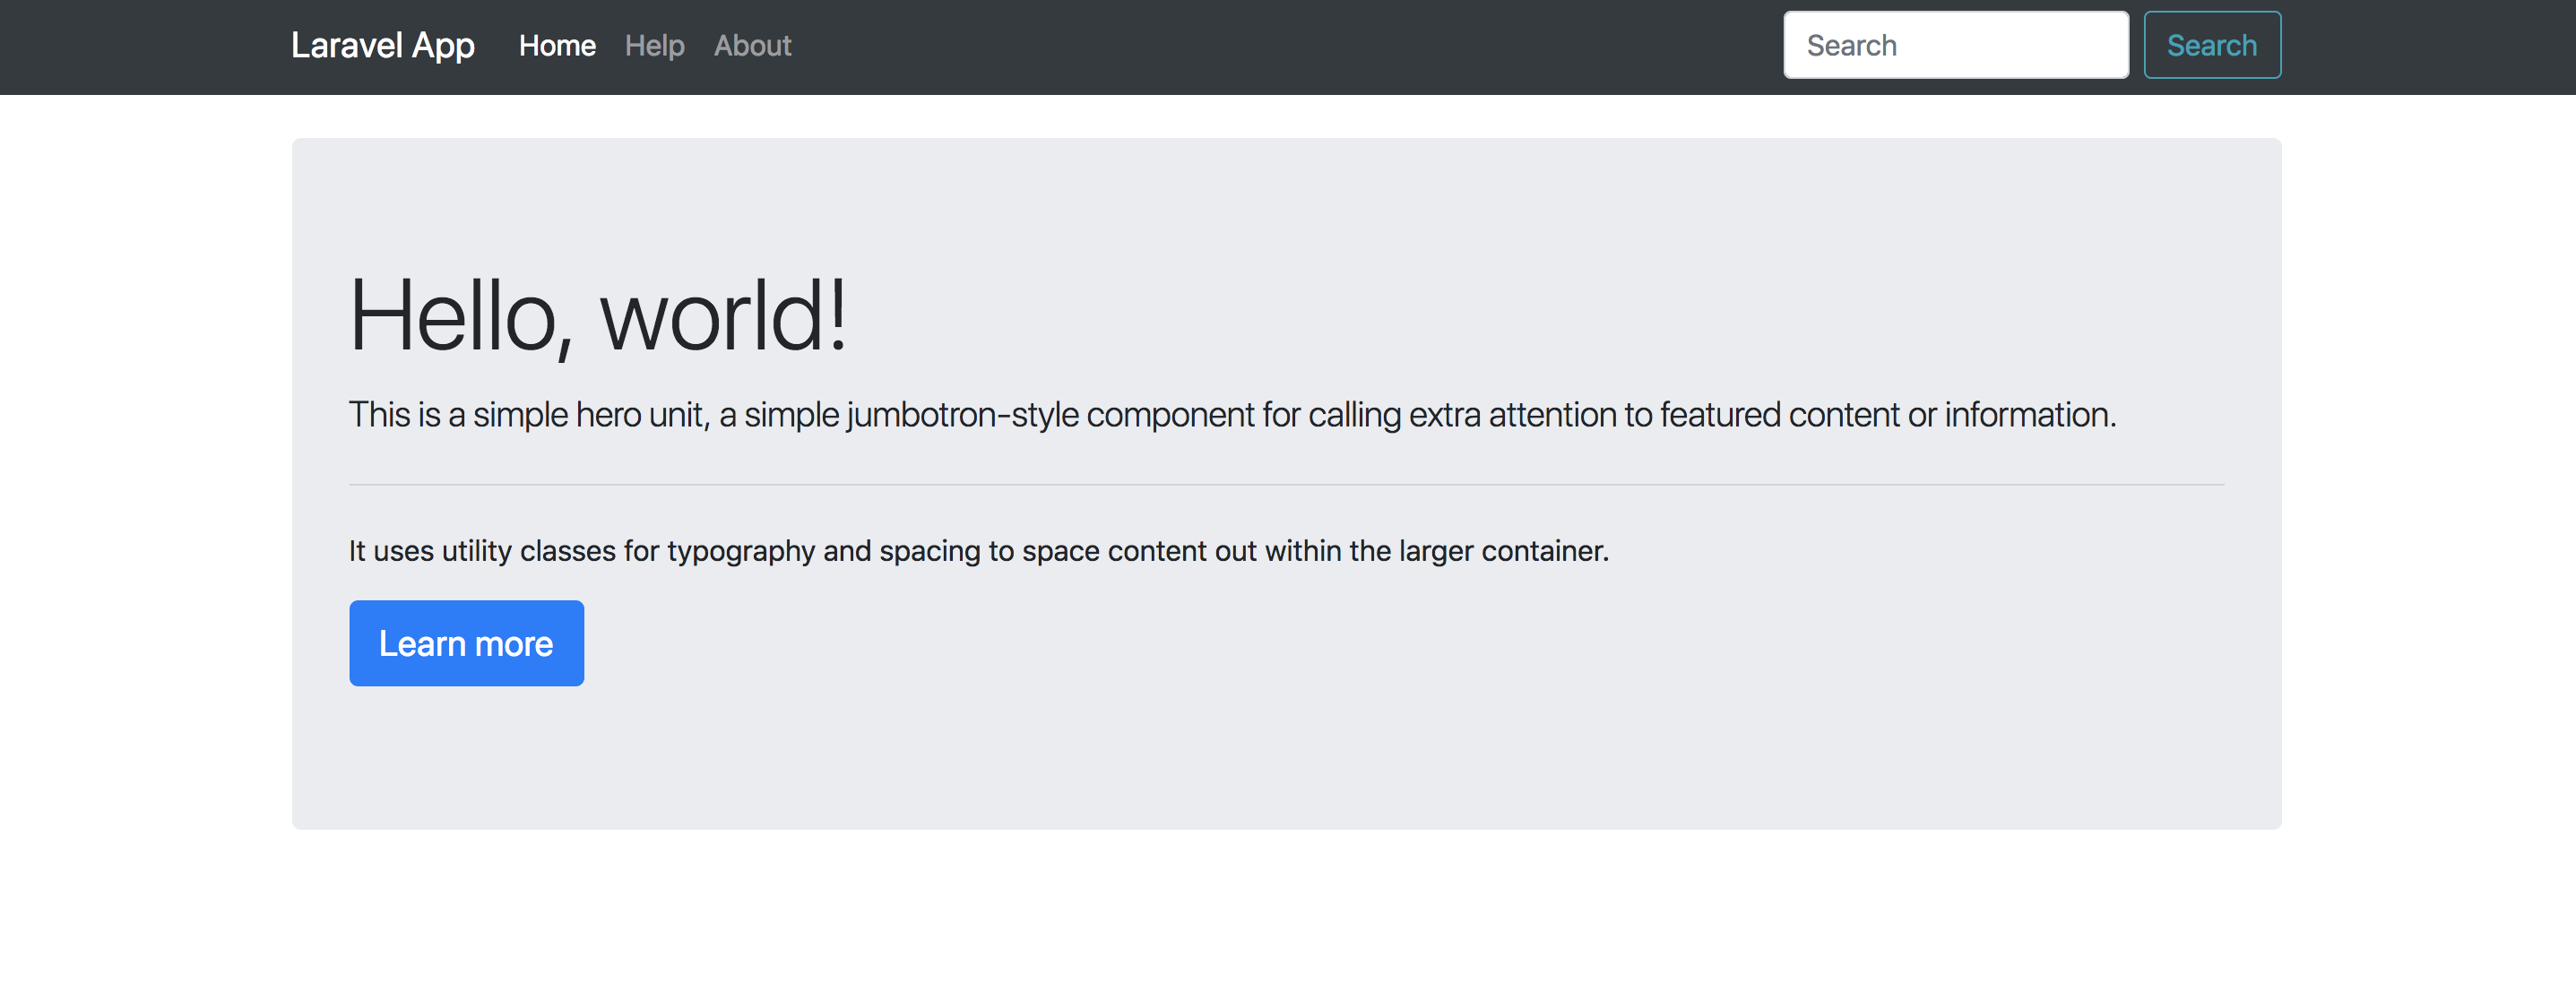 Laravel App Home Help About Search Search
Hello, world!
This is a simple hero unit, a simple jumbotron-style component for calling extra attention to featured content or information.
It uses utility classes for typography and spacing to space content out within the larger container.
Learn more